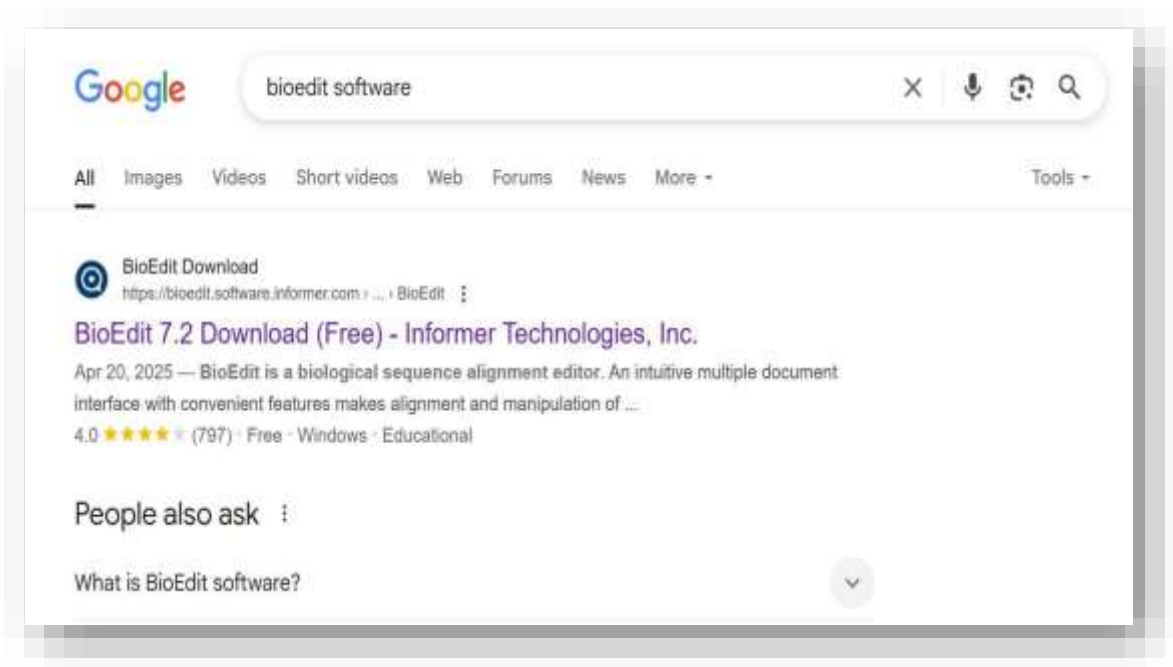 Google
bioedit software
All Images Videos Short videos Web Forums News More Tools
BioEdit Download
https://bioedit.software.informer.com › ... › BioEdit
BioEdit 7.2 Download (Free) - Informer Technologies, Inc.
Apr 20, 2025 — BioEdit is a biological sequence alignment editor. An intuitive multiple document
interface with convenient features makes alignment and manipulation of ...
4.0 (797) · Free · Windows · Educational
People also ask
What is BioEdit software?